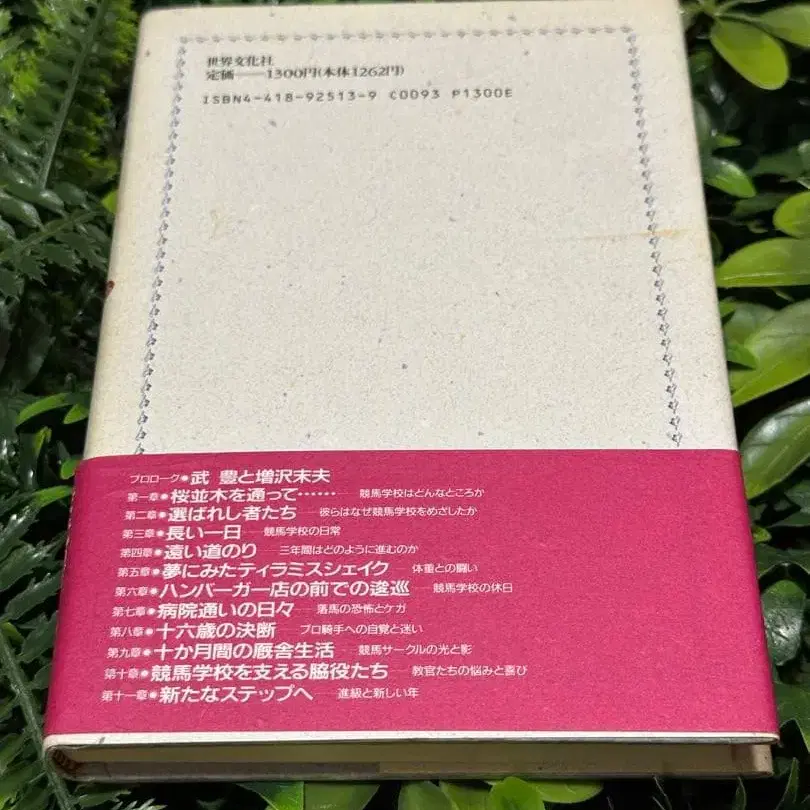 世界文化社
定価──1300円(本体1262円)
ISBN4-418-92513-9 C0093 P1300E
プロローグ●武 豊と増沢末夫
第一章●桜並木を通って……─競馬学校はどんなところか
第二章●選ばれし者たち─彼らはなぜ競馬学校をめざしたか
第三章●長い一日─競馬学校の日常
第四章●遠い道のり─三年間はどのように進むのか
第五章●夢にみたティラミスシェイク─体重との闘い
第六章●ハンバーガー店の前での逡巡─競馬学校の休日
第七章●病院通いの日々─落馬の恐怖とケガ
第八章●十六歳の決断─プロ騎手への自覚と迷い
第九章●十か月間の厩舎生活─競馬サークルの光と影
第十章●競馬学校を支える脇役たち─教官たちの悩みと喜び
第十一章●新たなステップへ─進級と新しい年